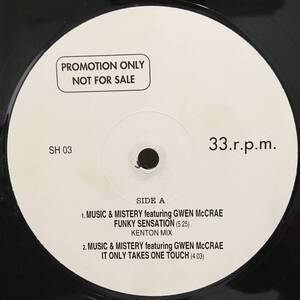 PROMOTION ONLY
NOT FOR SALE
SH 03
33.r.p.m.
SIDE A
1. MUSIC & MISTERY featuring GWEN McCRAE
FUNKY SENSATION (5:25)
KENTON MIX
2. MUSIC & MISTERY featuring GWEN McCRAE
IT ONLY TAKES ONE TOUCH (4:03)